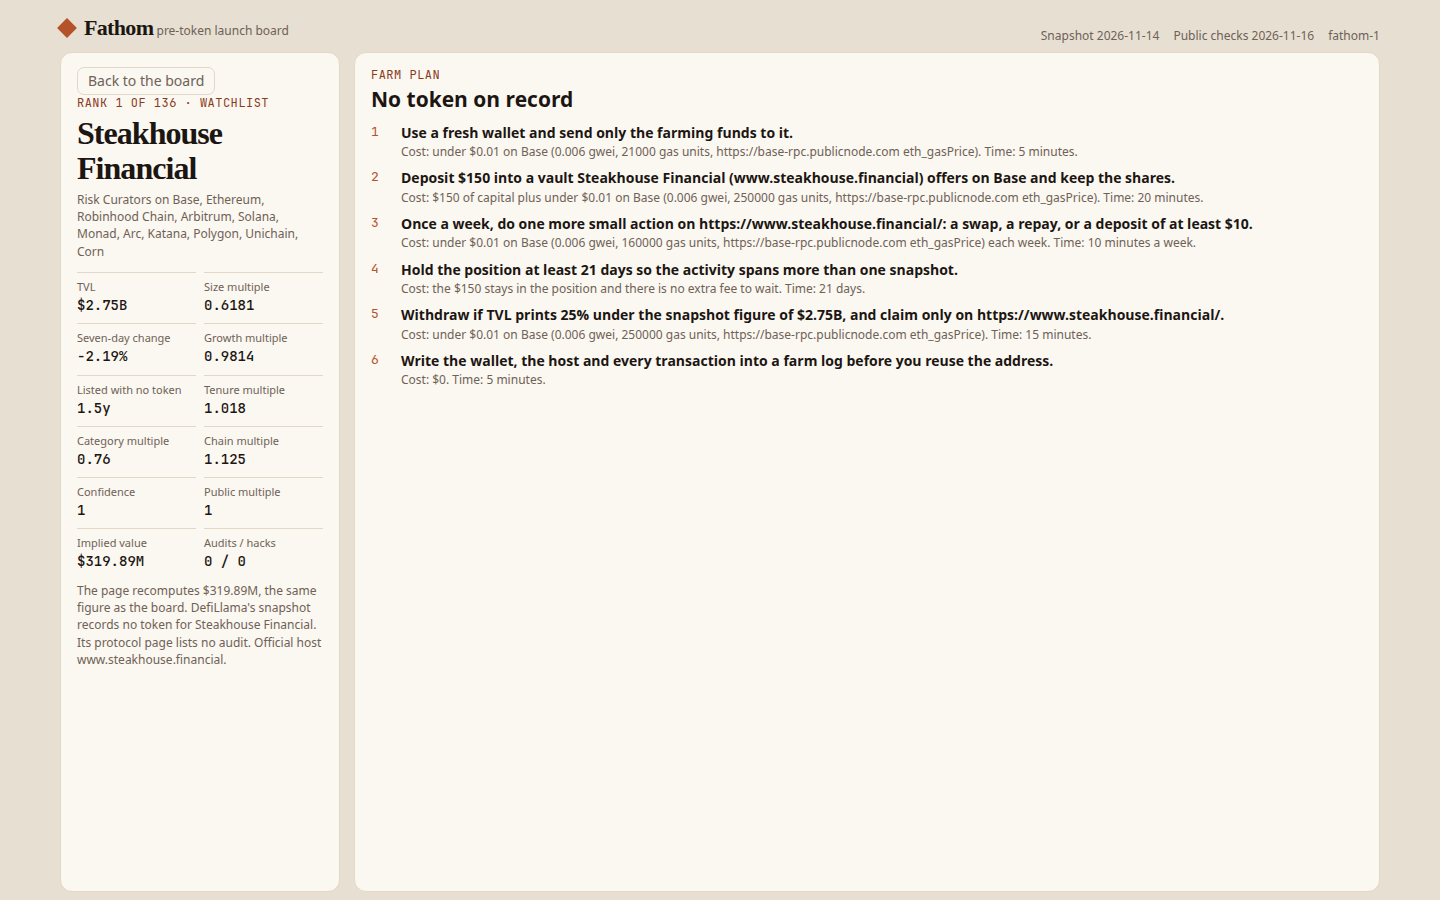 Fathom pre-token launch board
Snapshot 2026-11-14 Public checks 2026-11-16 fathom-1
Back to the board
RANK 1 OF 136 · WATCHLIST
Steakhouse
Financial
Risk Curators on Base, Ethereum,
Robinhood Chain, Arbitrum, Solana,
Monad, Arc, Katana, Polygon, Unichain,
Corn
TVL Size multiple
$2.75B 0.6181
Seven-day change Growth multiple
-2.19% 0.9814
Listed with no token Tenure multiple
1.5y 1.018
Category multiple Chain multiple
0.76 1.125
Confidence Public multiple
1 1
Implied value Audits / hacks
$319.89M 0 / 0
The page recomputes $319.89M, the same
figure as the board. DefiLlama's snapshot
records no token for Steakhouse Financial.
Its protocol page lists no audit. Official host
www.steakhouse.financial.
FARM PLAN
No token on record
1 Use a fresh wallet and send only the farming funds to it.
Cost: under $0.01 on Base (0.006 gwei, 21000 gas units, https://base-rpc.publicnode.com eth_gasPrice). Time: 5 minutes.
2 Deposit $150 into a vault Steakhouse Financial (www.steakhouse.financial) offers on Base and keep the shares.
Cost: $150 of capital plus under $0.01 on Base (0.006 gwei, 250000 gas units, https://base-rpc.publicnode.com eth_gasPrice). Time: 20 minutes.
3 Once a week, do one more small action on https://www.steakhouse.financial/: a swap, a repay, or a deposit of at least $10.
Cost: under $0.01 on Base (0.006 gwei, 160000 gas units, https://base-rpc.publicnode.com eth_gasPrice) each week. Time: 10 minutes a week.
4 Hold the position at least 21 days so the activity spans more than one snapshot.
Cost: the $150 stays in the position and there is no extra fee to wait. Time: 21 days.
5 Withdraw if TVL prints 25% under the snapshot figure of $2.75B, and claim only on https://www.steakhouse.financial/.
Cost: under $0.01 on Base (0.006 gwei, 250000 gas units, https://base-rpc.publicnode.com eth_gasPrice). Time: 15 minutes.
6 Write the wallet, the host and every transaction into a farm log before you reuse the address.
Cost: $0. Time: 5 minutes.